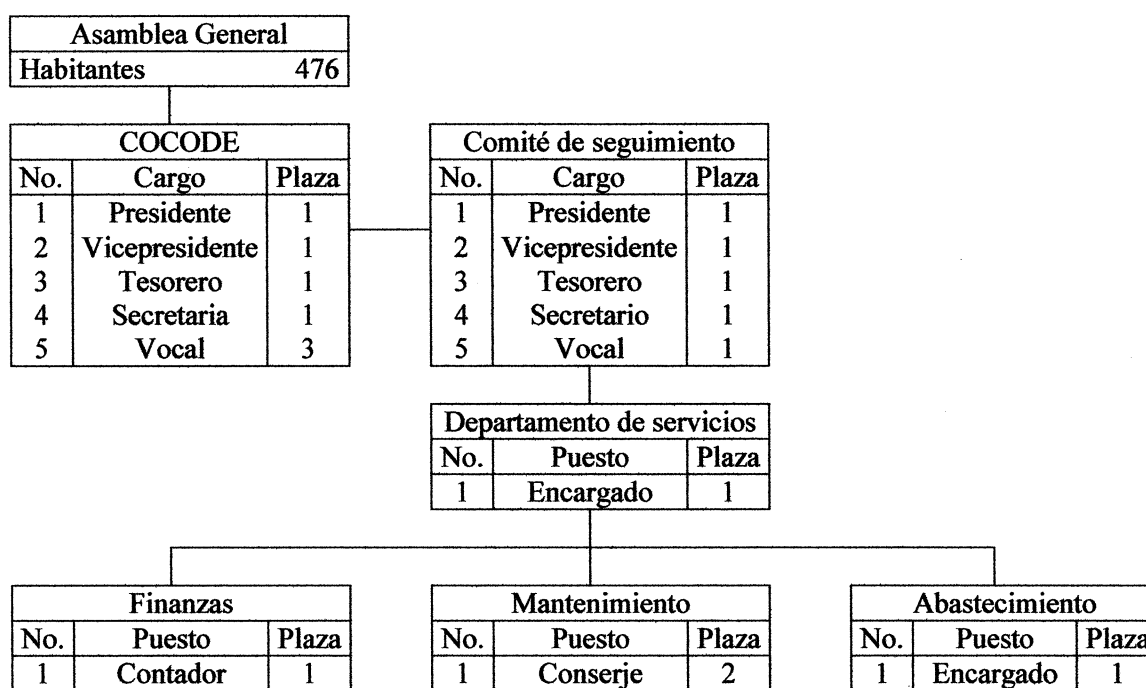 Asamblea General
Habitantes 476
COCODE
No. Cargo Plaza
1 Presidente 1
2 Vicepresidente 1
3 Tesorero 1
4 Secretaria 1
5 Vocal 3
Comité de seguimiento
No. Cargo Plaza
1 Presidente 1
2 Vicepresidente 1
3 Tesorero 1
4 Secretario 1
5 Vocal 1
Departamento de servicios
No. Puesto Plaza
1 Encargado 1
Finanzas
No. Puesto Plaza
1 Contador 1
Mantenimiento
No. Puesto Plaza
1 Conserje 2
Abastecimiento
No. Puesto Plaza
1 Encargado 1